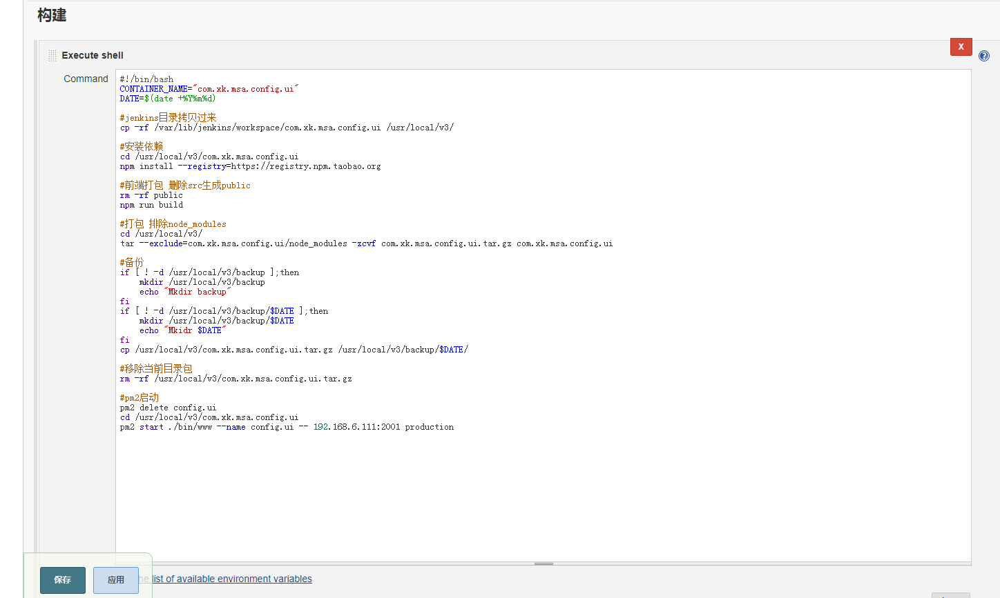 构建
Execute shell
X
Command
#!/bin/bash
CONTAINER_NAME="com.xk.msa.config.ui"
DATE=$(date +%Y%m%d)
#jenkins目录拷贝过来
cp -rf /var/lib/jenkins/workspace/com.xk.msa.config.ui /usr/local/v3/
#安装依赖
cd /usr/local/v3/com.xk.msa.config.ui
npm install --registry=https://registry.npm.taobao.org
#前端打包 删除src生成public
rm -rf public
npm run build
#打包 排除node_modules
cd /usr/local/v3/
tar --exclude=com.xk.msa.config.ui/node_modules -zcvf com.xk.msa.config.ui.tar.gz com.xk.msa.config.ui
#备份
if [ ! -d /usr/local/v3/backup ];then
    mkdir /usr/local/v3/backup
    echo "Mkdir backup"
fi
if [ ! -d /usr/local/v3/backup/$DATE ];then
    mkdir /usr/local/v3/backup/$DATE
    echo "Mkidr $DATE"
fi
cp /usr/local/v3/com.xk.msa.config.ui.tar.gz /usr/local/v3/backup/$DATE/
#移除当前目录包
rm -rf /usr/local/v3/com.xk.msa.config.ui.tar.gz
#pm2启动
pm2 delete config.ui
cd /usr/local/v3/com.xk.msa.config.ui
pm2 start ./bin/www --name config.ui -- 192.168.6.111:2001 production
he list of available environment variables
保存 应用